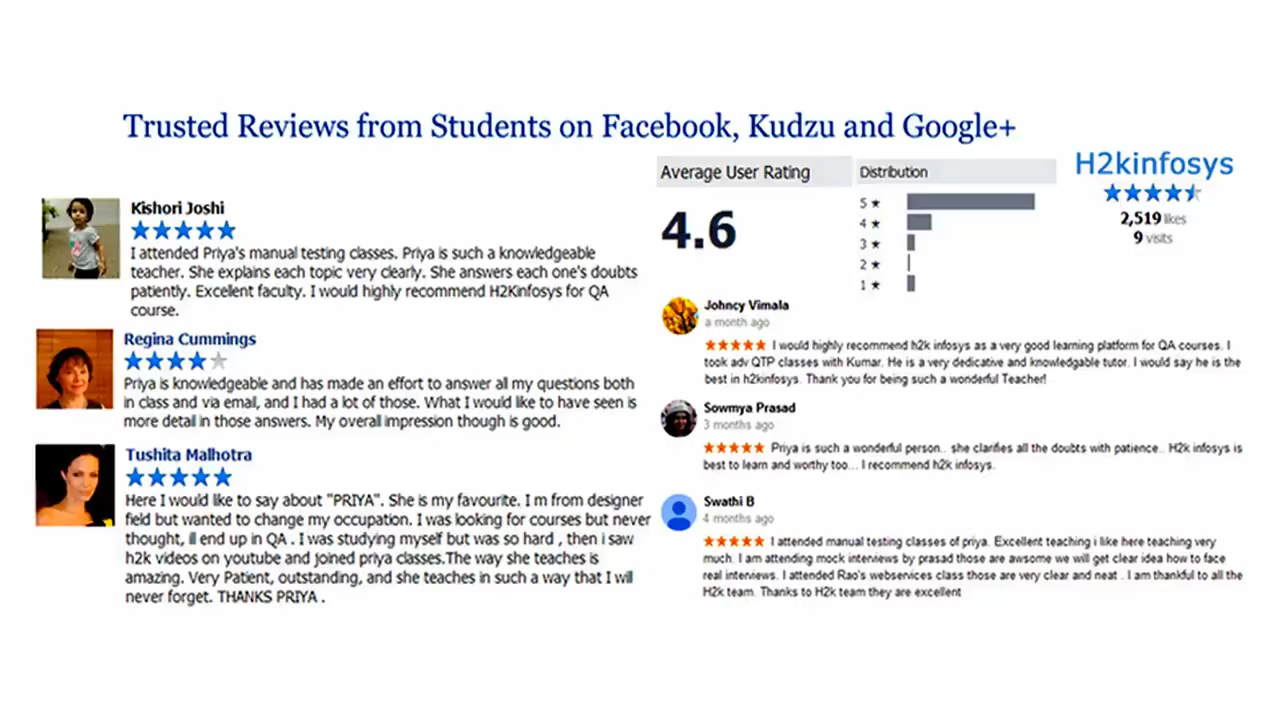 Trusted Reviews from Students on Facebook, Kudzu and Google+
Kishori Joshi
I attended Priya's manual testing classes. Priya is such a knowledgeable
teacher. She explains each topic very clearly. She answers each one's doubts
patiently. Excellent faculty. I would highly recommend H2Kinfosys for QA
course.
Regina Cummings
Priya is knowledgeable and has made an effort to answer all my questions both
in class and via email, and I had a lot of those. What I would like to have seen is
more detail in those answers. My overall impression though is good.
Tushita Malhotra
Here I would like to say about "PRIYA". She is my favourite. I m from designer
field but wanted to change my occupation. I was looking for courses but never
thought, ill end up in QA . I was studying myself but was so hard , then i saw
h2k videos on youtube and joined priya classes.The way she teaches is
amazing. Very Patient, outstanding, and she teaches in such a way that I will
never forget. THANKS PRIYA .
Average User Rating
4.6
Distribution
5 ★
4 ★
3 ★
2 ★
1 ★
H2kinfosys
2,519 likes
9 visits
Johncy Vimala
a month ago
I would highly recommend h2k infosys as a very good learning platform for QA courses. I
took adv QTP classes with Kumar. He is a very dedicative and knowledgable tutor. I would say he is the
best in h2kinfosys. Thank you for being such a wonderful Teacher!
Sowmya Prasad
3 months ago
Priya is such a wonderful person.. she clarifies all the doubts with patience.. H2k infosys is
best to learn and worthy too... I recommend h2k infosys.
Swathi B
4 months ago
I attended manual testing classes of priya. Excellent teaching i like here teaching very
much. I am attending mock interviews by prasad those are awsome we will get clear idea how to face
real interviews. I attended Rao's webservices class those are very clear and neat . I am thankful to all the
H2k team. Thanks to H2k team they are excellent